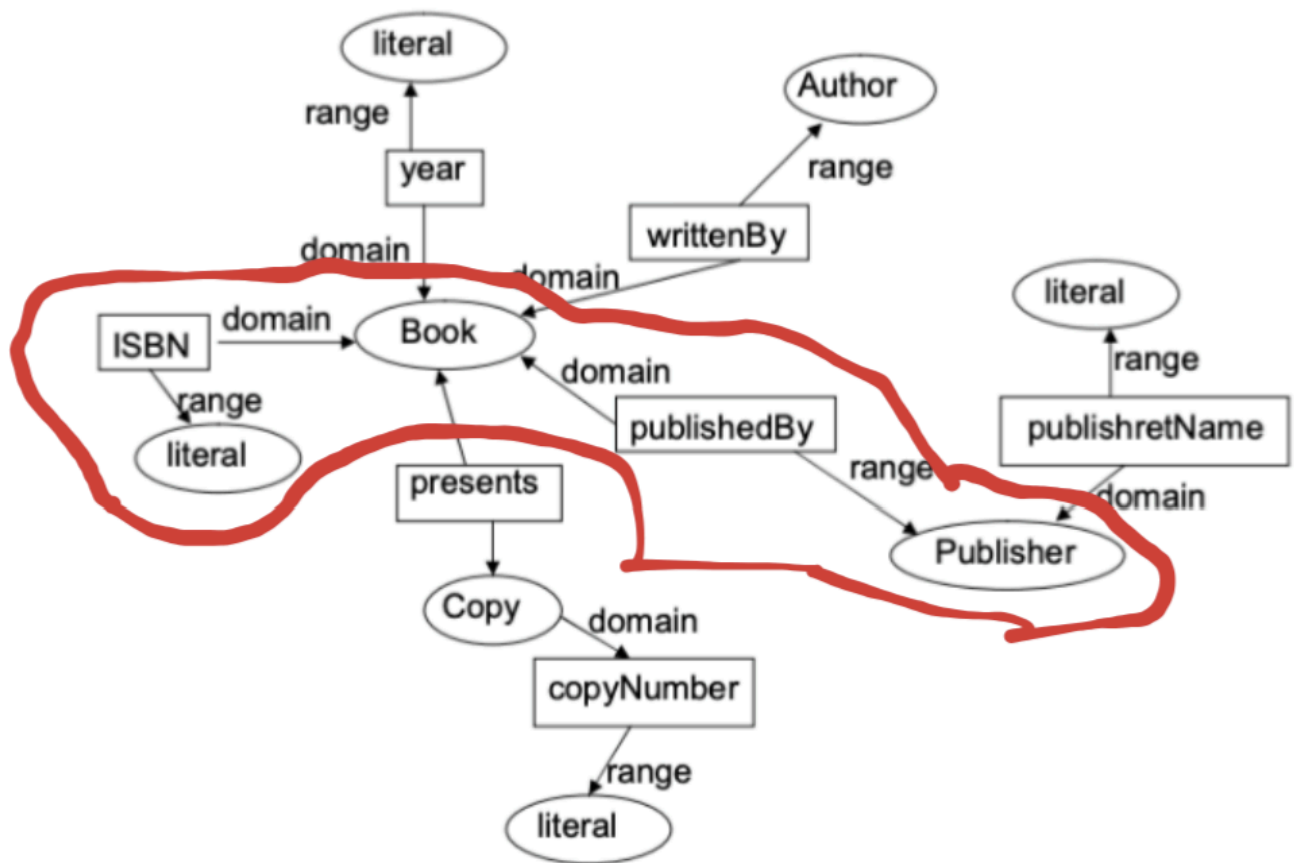 literal
range
Author
year
range
writtenBy
domain
domain
literal
ISBN
domain
Book
range
domain
range
publishedBy
publishretName
literal
range
presents
domain
Publisher
Copy
domain
copyNumber
range
literal